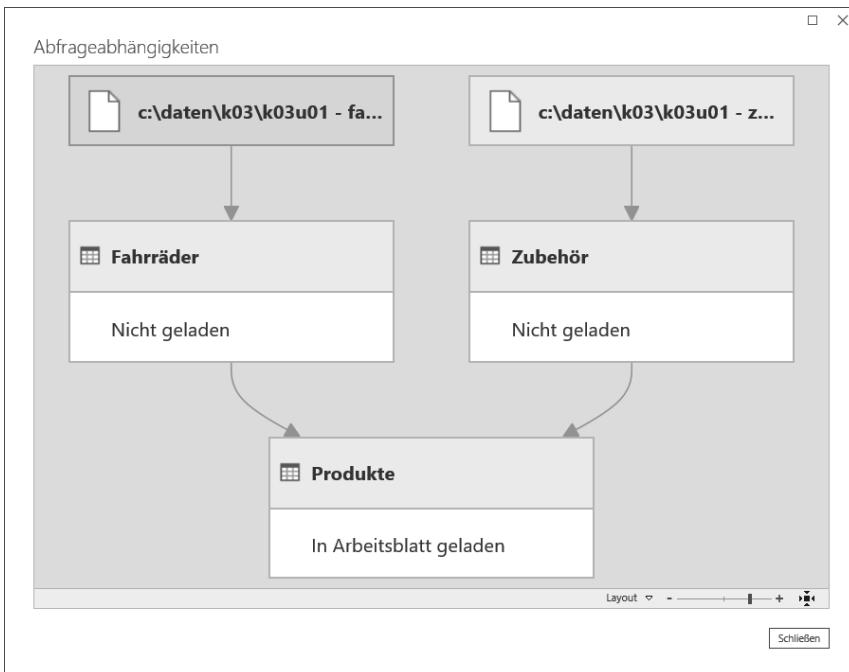 Abfrageabhängigkeiten
c:\daten\k03\k03u01 - fa...
c:\daten\k03\k03u01 - z...
Fahrräder
Zubehör
Nicht geladen
Nicht geladen
Produkte
In Arbeitsblatt geladen
Layout
Schließen